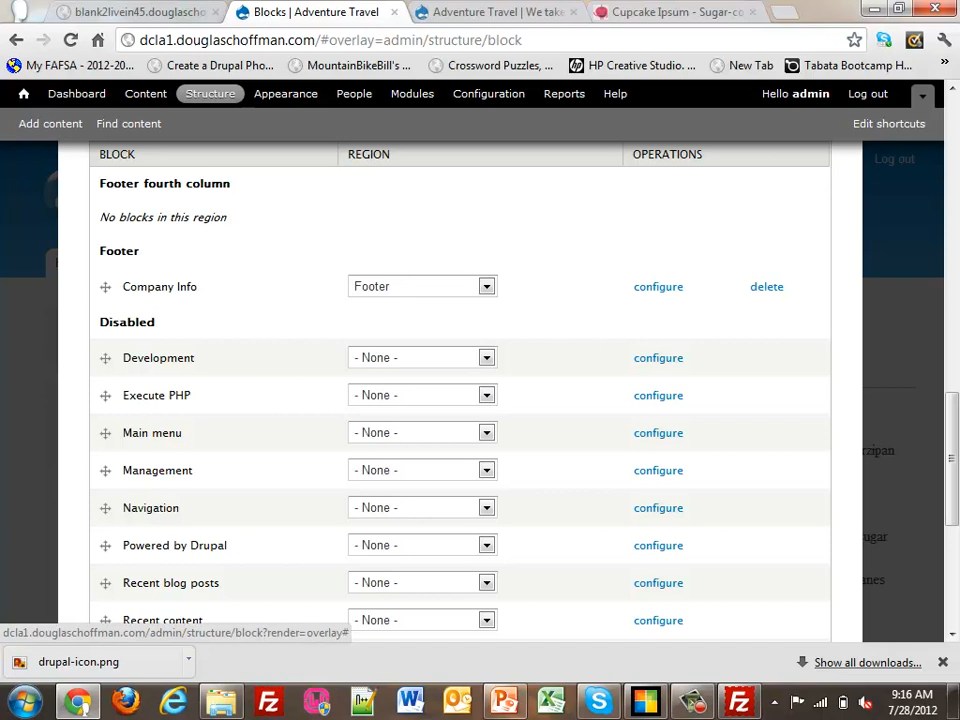 blank2livein45.douglascho
Blocks | Adventure Travel
Adventure Travel | We take
Cupcake Ipsum - Sugar-co
dcla1.douglaschoffman.com/#overlay=admin/structure/block
My FAFSA - 2012-20...
Create a Drupal Pho...
MountainBikeBill's ...
Crossword Puzzles, ...
HP Creative Studio. ...
New Tab
Tabata Bootcamp H...
Dashboard Content Structure Appearance People Modules Configuration Reports Help Hello admin Log out
Add content Find content Edit shortcuts
BLOCK REGION OPERATIONS
Log out
Footer fourth column
No blocks in this region
Footer
Company Info Footer configure delete
Disabled
Development - None - configure
Execute PHP - None - configure
Main menu - None - configure
rzipan
Management - None - configure
Navigation - None - configure
ugar
Powered by Drupal - None - configure
Recent blog posts - None - configure
nes
Recent content - None - configure
dcla1.douglaschoffman.com/admin/structure/block?render=overlay#
drupal-icon.png Show all downloads...
9:16 AM
7/28/2012